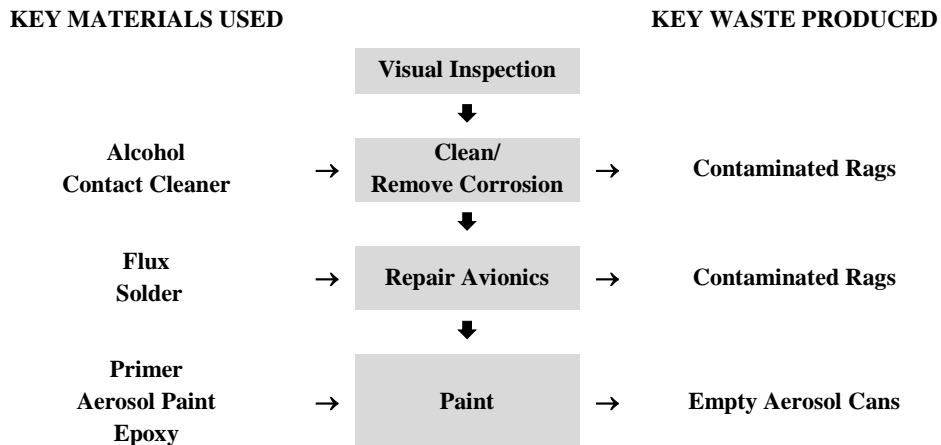 KEY MATERIALS USED
KEY WASTE PRODUCED
Visual Inspection
Alcohol
Contact Cleaner
Clean/
Remove Corrosion
Contaminated Rags
Flux
Solder
Repair Avionics
Contaminated Rags
Primer
Aerosol Paint
Epoxy
Paint
Empty Aerosol Cans